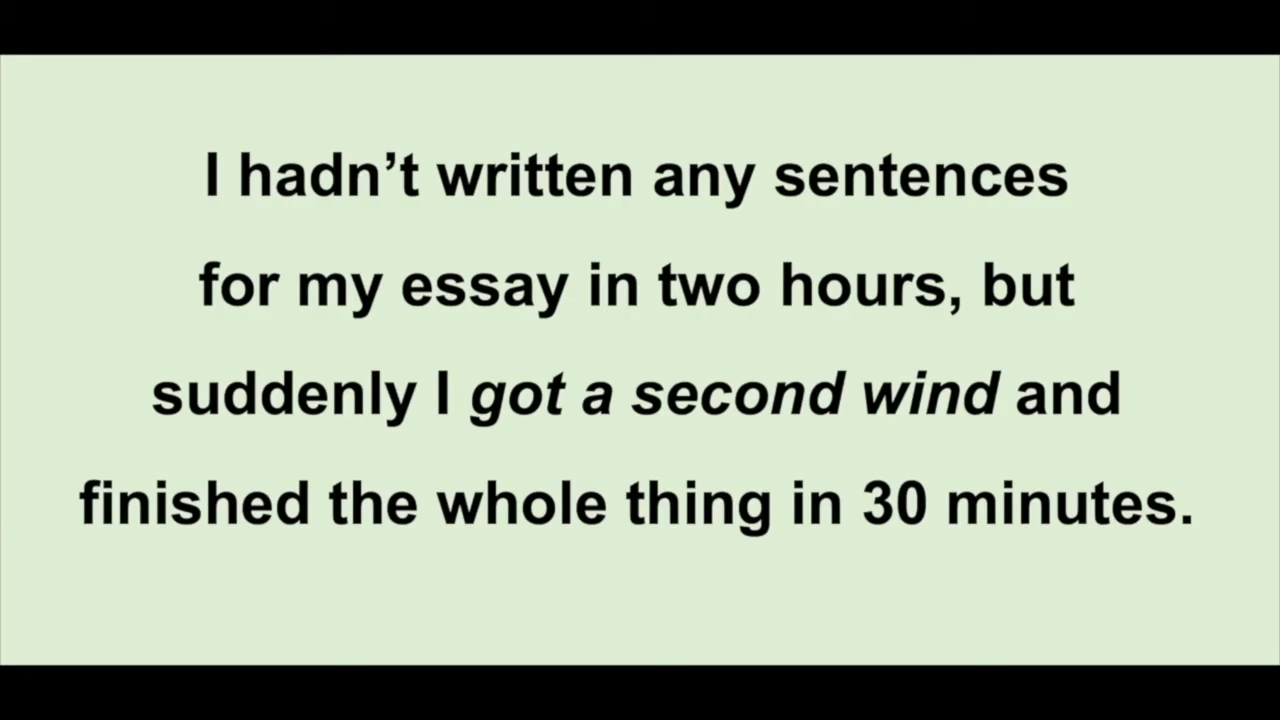 I hadn’t written any sentences
for my essay in two hours, but
suddenly I got a second wind and
finished the whole thing in 30 minutes.